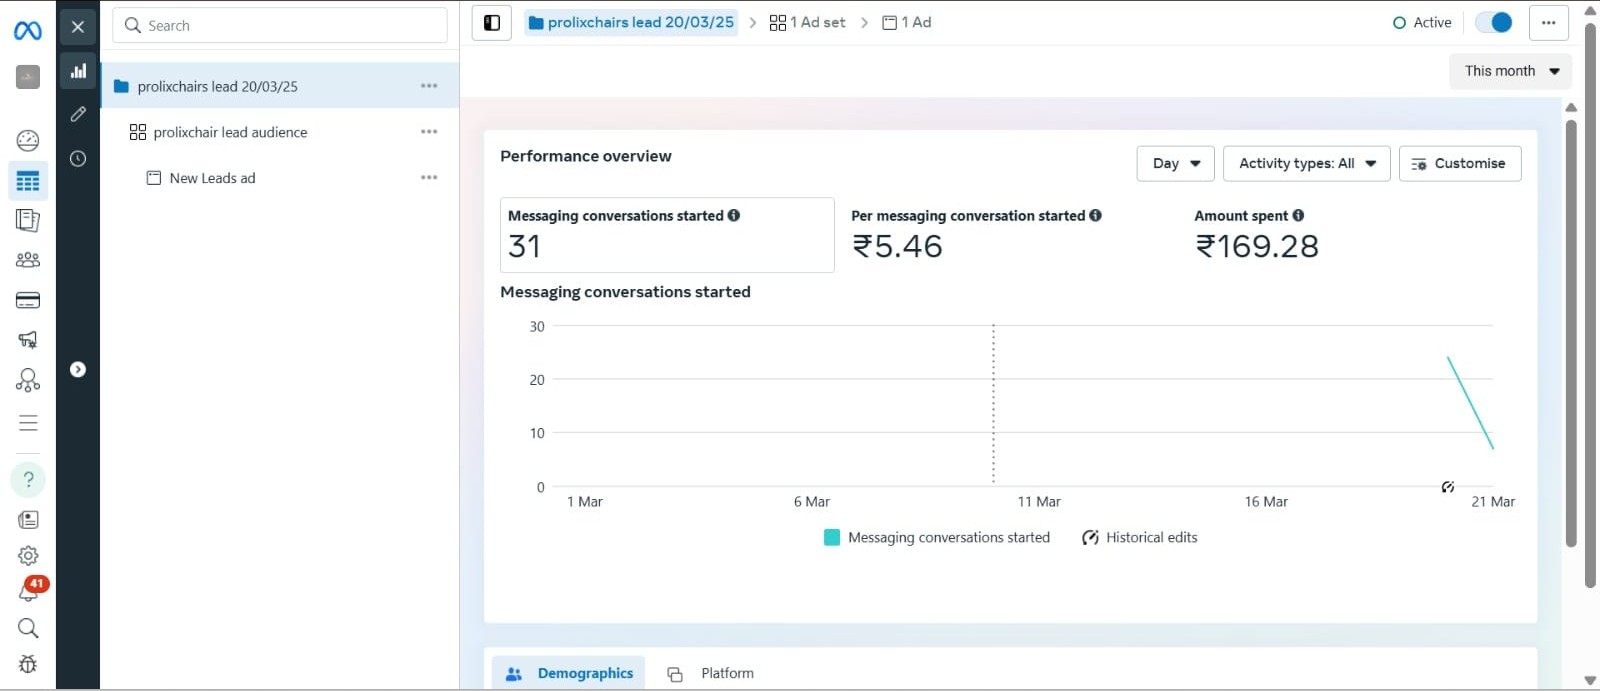 Search
prolixchairs lead 20/03/25
prolixchair lead audience
New Leads ad
?
41
prolixchairs lead 20/03/25 > 1 Ad set > 1 Ad
Active
This month
Performance overview
Day
Activity types: All
Customise
Messaging conversations started
31
Per messaging conversation started
₹5.46
Amount spent
₹169.28
Messaging conversations started
30
20
10
0
1 Mar 6 Mar 11 Mar 16 Mar 21 Mar
Messaging conversations started Historical edits
Demographics Platform